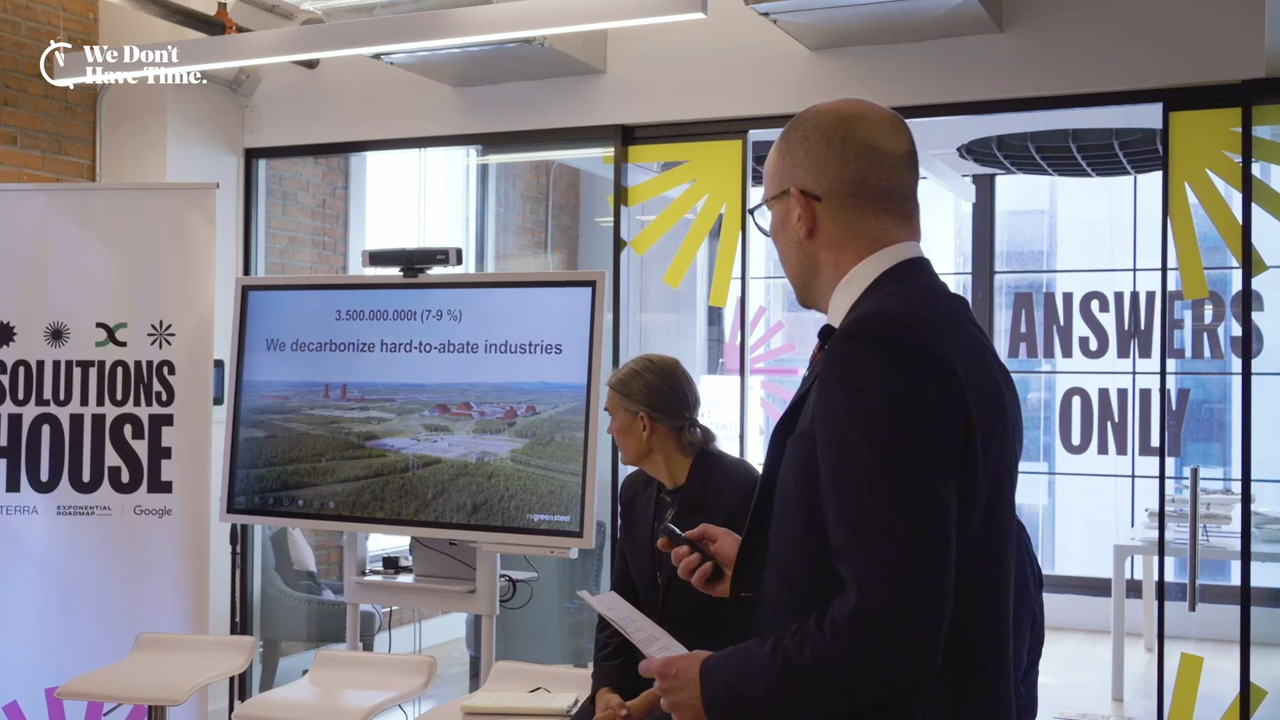 We Don't
Have Time.
3.500.000.000t (7-9 %)
We decarbonize hard-to-abate industries
green steel
SOLUTIONS
HOUSE
TERRA
EXPONENTIAL
ROADMAP
Google
ANSWERS
ONLY